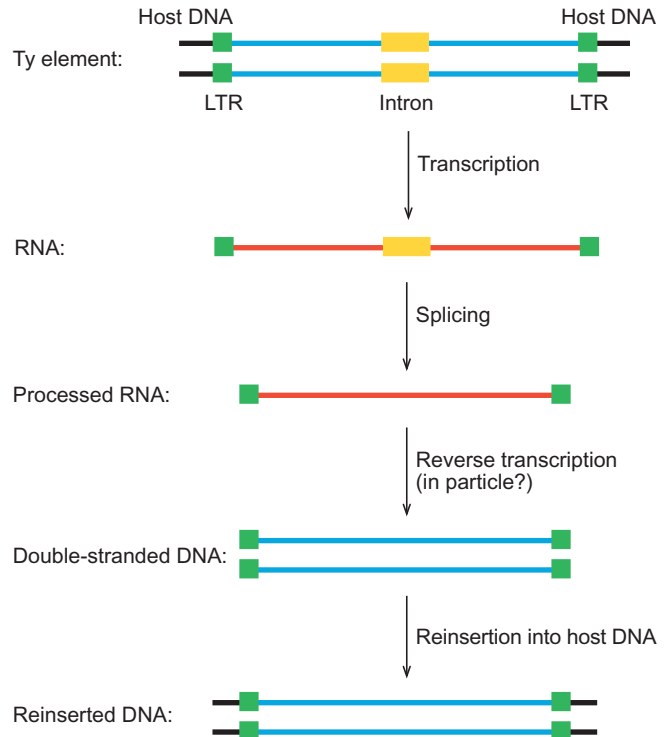 Host DNA Host DNA
Ty element:
LTR Intron LTR
Transcription
RNA:
Splicing
Processed RNA:
Reverse transcription
(in particle?)
Double-stranded DNA:
Reinsertion into host DNA
Reinserted DNA: